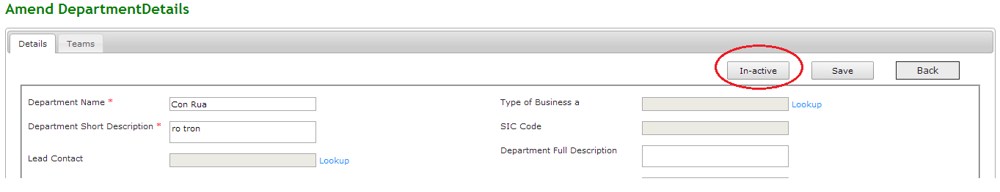 Amend DepartmentDetails
Details Teams
In-active Save Back
Department Name * Con Rua Type of Business a Lookup
Department Short Description * ro tron SIC Code
Lead Contact Lookup Department Full Description